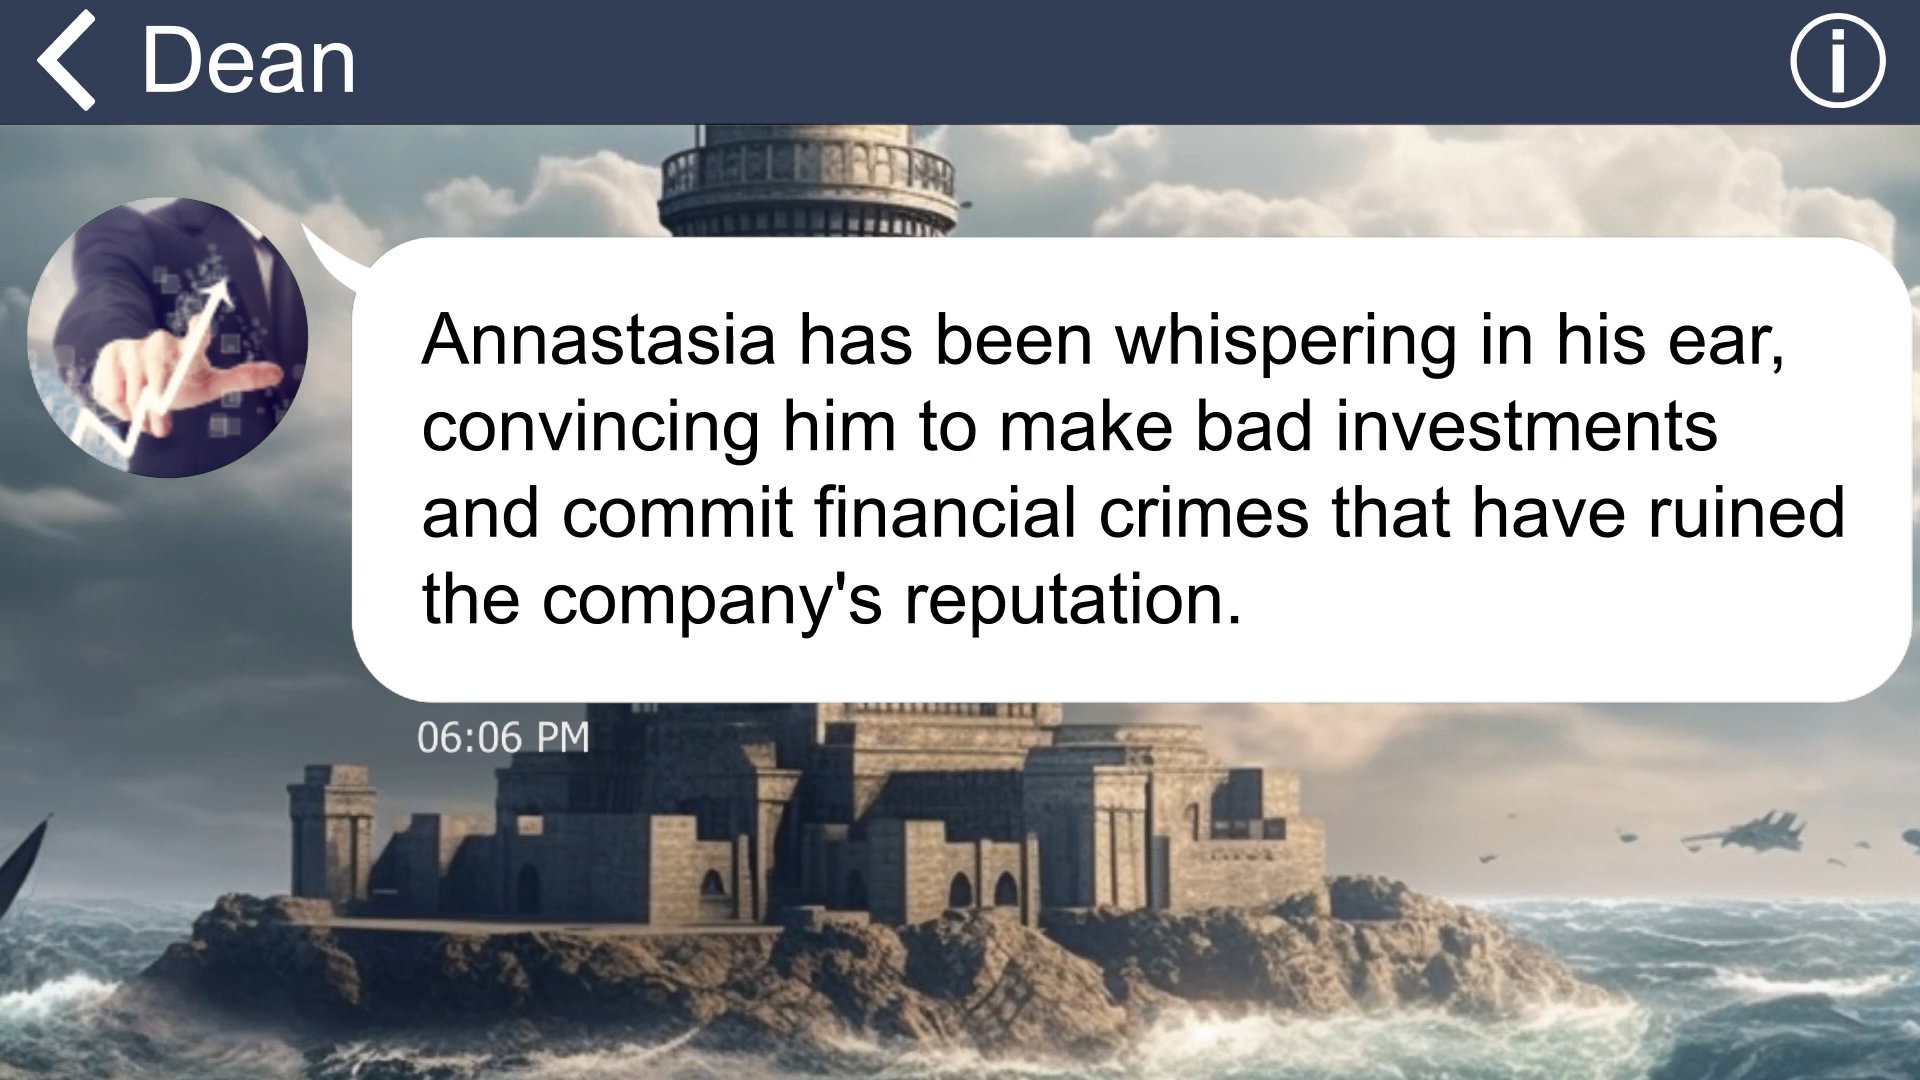 Dean
Annastasia has been whispering in his ear,
convincing him to make bad investments
and commit financial crimes that have ruined
the company's reputation.
06:06 PM